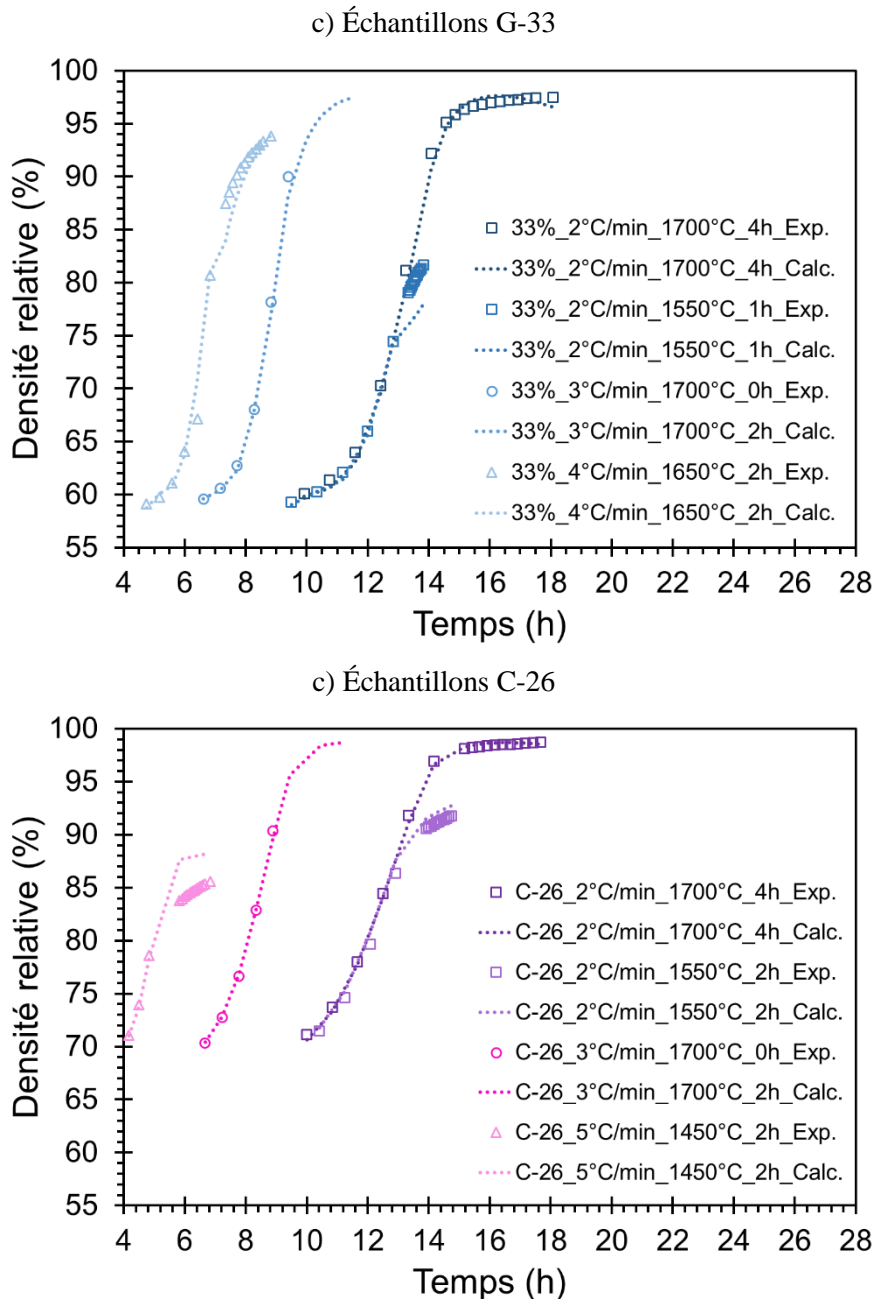 c) Échantillons G-33
100
95
90
85
80
75
70
65
60
55
Densité relative (%)
33%_2°C/min_1700°C_4h_Exp.
33%_2°C/min_1700°C_4h_Calc.
33%_2°C/min_1550°C_1h_Exp.
33%_2°C/min_1550°C_1h_Calc.
33%_3°C/min_1700°C_0h_Exp.
33%_3°C/min_1700°C_2h_Calc.
33%_4°C/min_1650°C_2h_Exp.
33%_4°C/min_1650°C_2h_Calc.
4 6 8 10 12 14 16 18 20 22 24 26 28
Temps (h)
c) Échantillons C-26
100
95
90
85
80
75
70
65
60
55
Densité relative (%)
C-26_2°C/min_1700°C_4h_Exp.
C-26_2°C/min_1700°C_4h_Calc.
C-26_2°C/min_1550°C_2h_Exp.
C-26_2°C/min_1550°C_2h_Calc.
C-26_3°C/min_1700°C_0h_Exp.
C-26_3°C/min_1700°C_2h_Calc.
C-26_5°C/min_1450°C_2h_Exp.
C-26_5°C/min_1450°C_2h_Calc.
4 6 8 10 12 14 16 18 20 22 24 26 28
Temps (h)